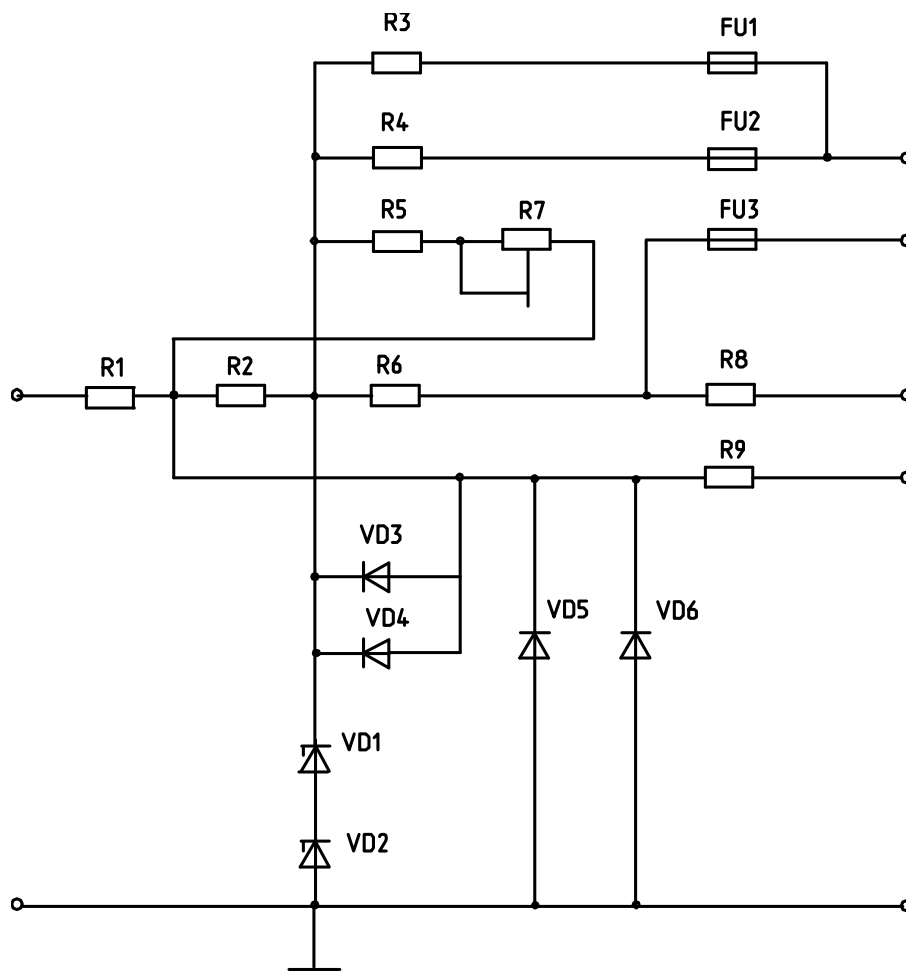 R3 FU1
R4 FU2
R5 R7 FU3
R1 R2 R6 R8
R9
VD3
VD4 VD5 VD6
VD1
VD2